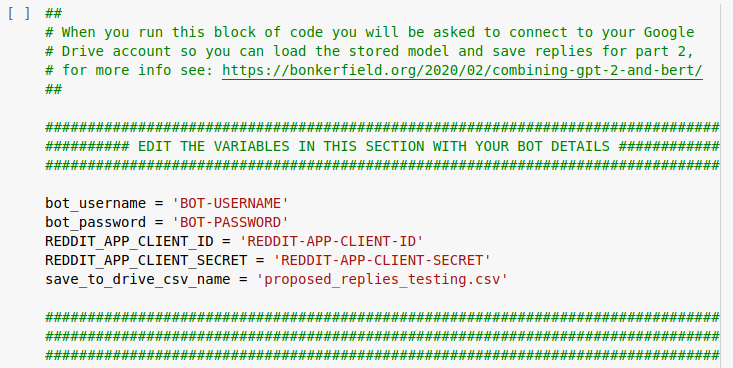 [ ] ##
# When you run this block of code you will be asked to connect to your Google
# Drive account so you can load the stored model and save replies for part 2,
# for more info see: https://bonkerfield.org/2020/02/combining-gpt-2-and-bert/
##
################################################################################
########## EDIT THE VARIABLES IN THIS SECTION WITH YOUR BOT DETAILS ############
################################################################################
bot_username = 'BOT-USERNAME'
bot_password = 'BOT-PASSWORD'
REDDIT_APP_CLIENT_ID = 'REDDIT-APP-CLIENT-ID'
REDDIT_APP_CLIENT_SECRET = 'REDDIT-APP-CLIENT-SECRET'
save_to_drive_csv_name = 'proposed_replies_testing.csv'
################################################################################
################################################################################
################################################################################